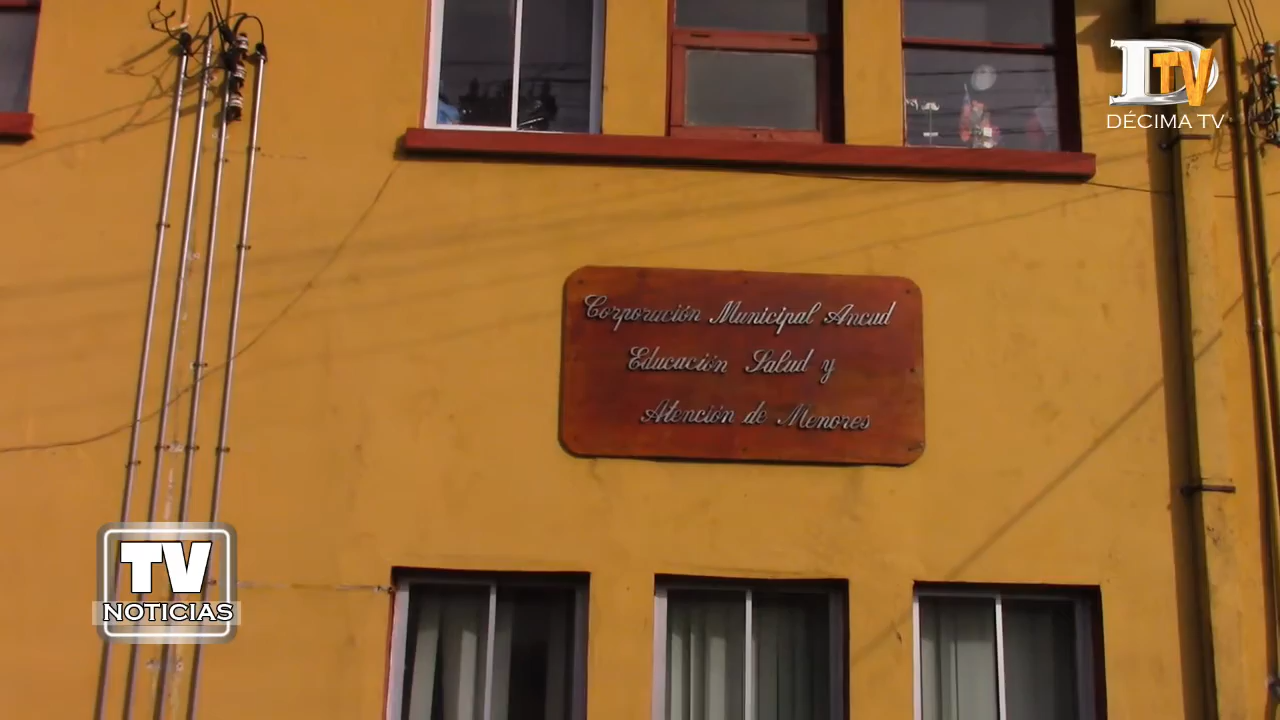 DTV
DÉCIMA TV
Corporación Municipal Ancud
Educación Salud y
Atención de Menores
TV
NOTICIAS